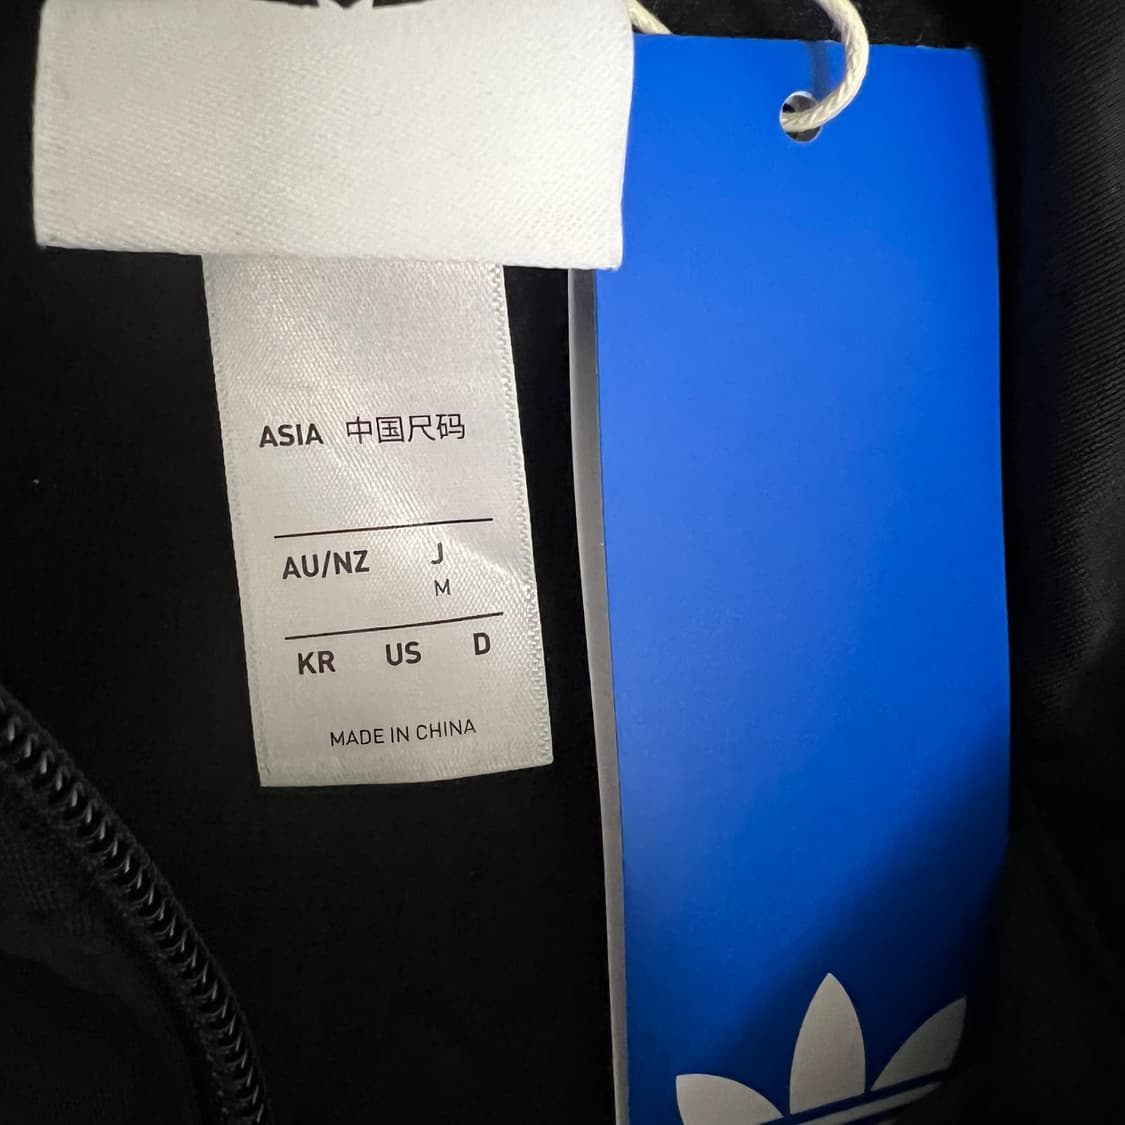 ASIA 中国尺码
AU/NZ J
M
KR US D
MADE IN CHINA